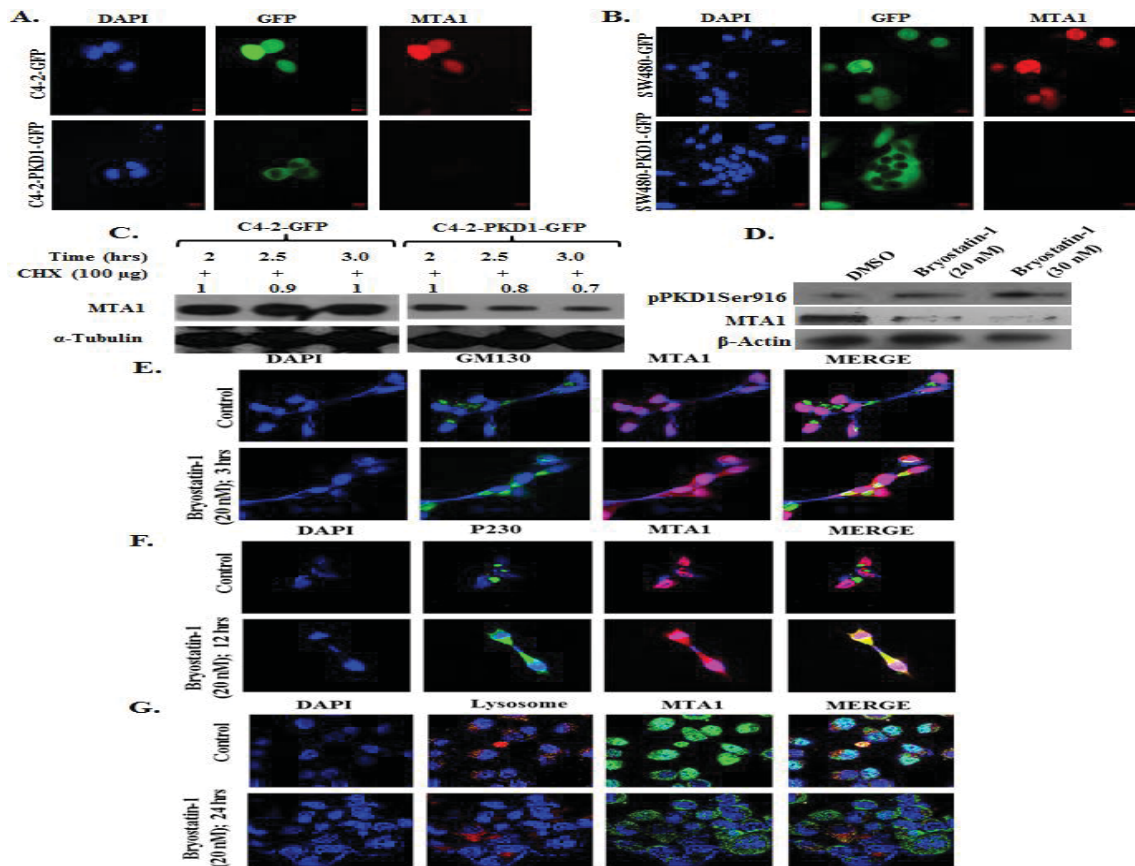 A.
DAPI GFP MTA1
C4-2-GFP
C4-2-PKD1-GFP
B.
DAPI GFP MTA1
SW480-GFP
SW480-PKD1-GFP
C.
C4-2-GFP C4-2-PKD1-GFP
Time (hrs) 2 2.5 3.0 2 2.5 3.0
CHX (100 µg) + + + + + +
1 0.9 1 1 0.8 0.7
MTA1
α-Tubulin
D.
DMSO Bryostatin-1 (20 nM) Bryostatin-1 (30 nM)
pPKD1Ser916
MTA1
β-Actin
E.
DAPI GM130 MTA1 MERGE
Control
Bryostatin-1
(20 nM); 3 hrs
F.
DAPI P230 MTA1 MERGE
Control
Bryostatin-1
(20 nM); 12 hrs
G.
DAPI Lysosome MTA1 MERGE
Control
Bryostatin-1
(20 nM); 24 hrs